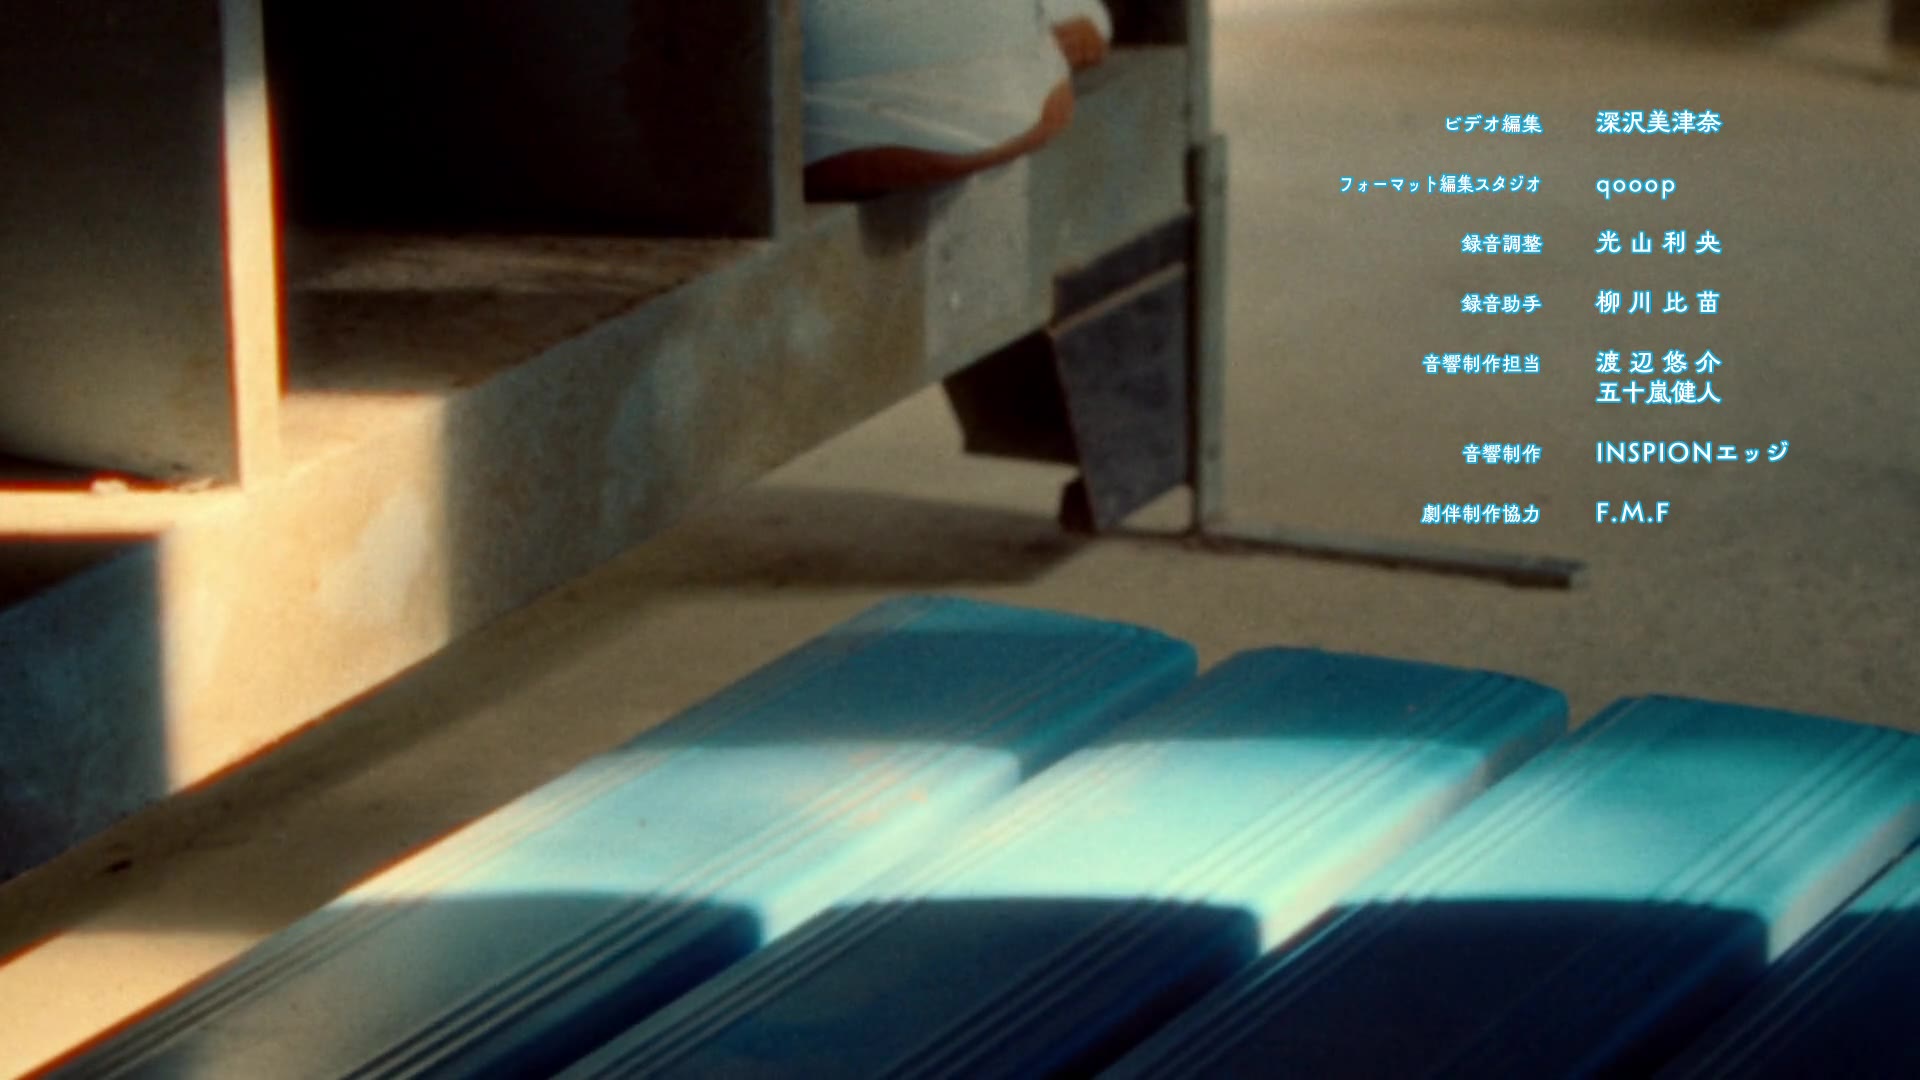 ビデオ編集 深沢美津奈
フォーマット編集スタジオ qooop
録音調整 光山利央
録音助手 柳川比苗
音響制作担当 渡辺悠介
五十嵐健人
音響制作 INSPIONエッジ
劇伴制作協力 F.M.F